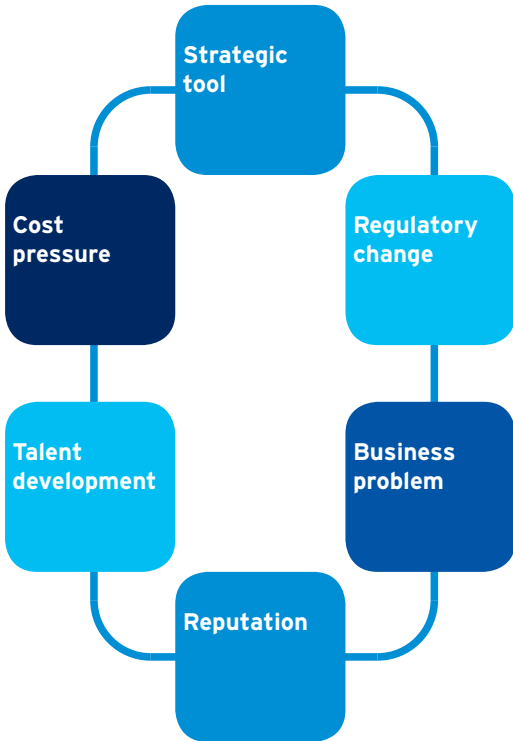 Strategic
tool
Cost
pressure
Regulatory
change
Talent
development
Business
problem
Reputation